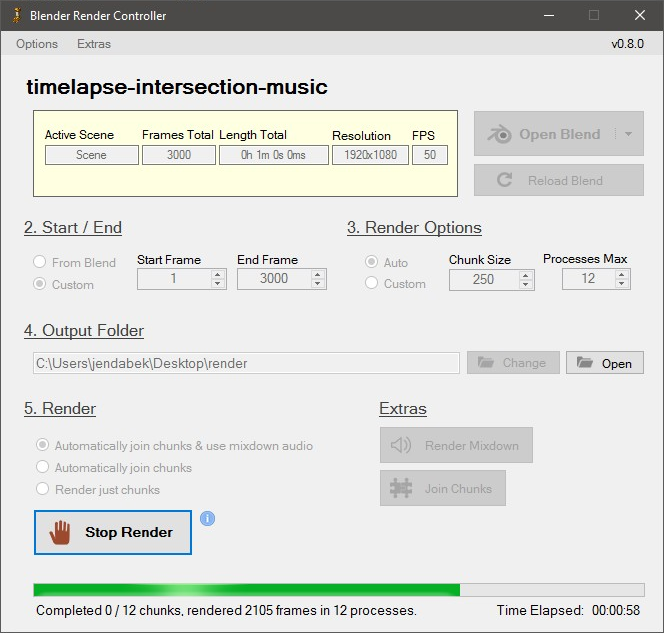 Blender Render Controller
Options Extras v0.8.0
timelapse-intersection-music
Active Scene Frames Total Length Total Resolution FPS
Scene 3000 0h 1m 0s 0ms 1920x1080 50
Open Blend
Reload Blend
2. Start / End
From Blend
Custom
Start Frame End Frame
1 3000
3. Render Options
Auto
Custom
Chunk Size Processes Max
250 12
4. Output Folder
C:\Users\jendabek\Desktop\render Change Open
5. Render
Automatically join chunks & use mixdown audio
Automatically join chunks
Render just chunks
Stop Render
Extras
Render Mixdown
Join Chunks
Completed 0 / 12 chunks, rendered 2105 frames in 12 processes. Time Elapsed: 00:00:58